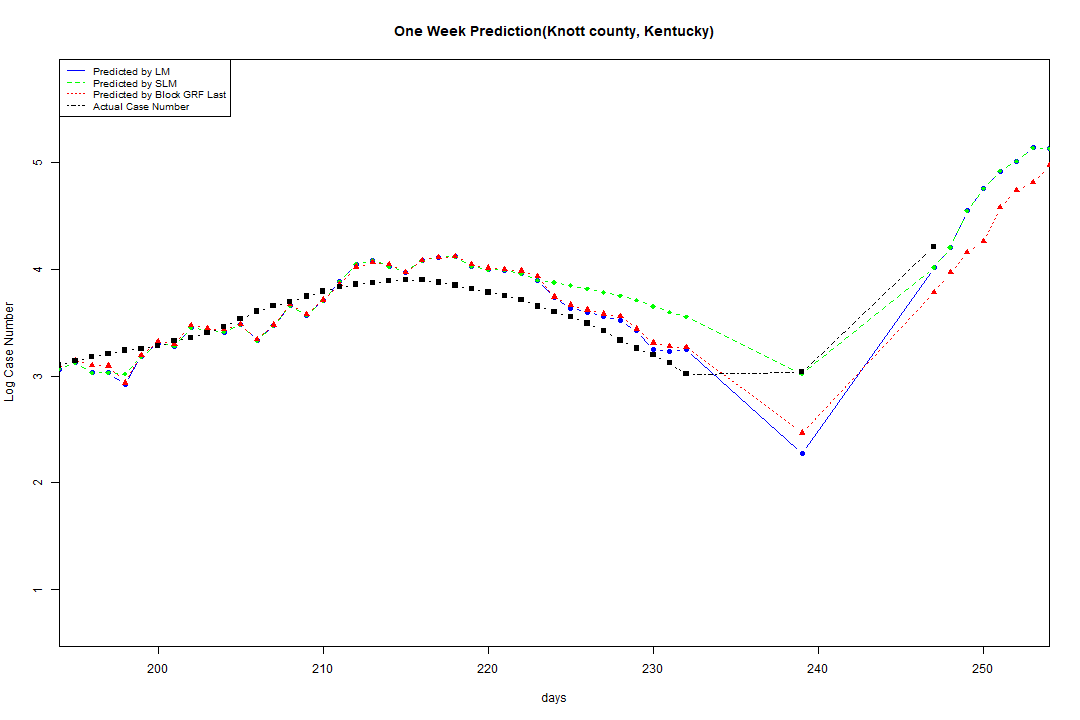 One Week Prediction(Knott county, Kentucky)
Predicted by LM
Predicted by SLM
Predicted by Block GRF Last
Actual Case Number
Log Case Number
5
4
3
2
1
200 210 220 230 240 250
days